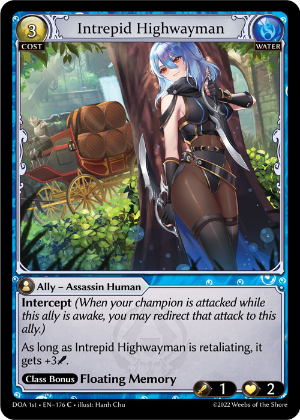 3
Intrepid Highwayman
COST
WATER
Ally – Assassin Human
Intercept (When your champion is attacked while
this ally is awake, you may redirect that attack to this
ally.)
As long as Intrepid Highwayman is retaliating, it
gets +3.
Class Bonus Floating Memory
1
2
DOA 1st • EN-176 C • illust: Hanh Chu
©2022 Weebs of the Shore